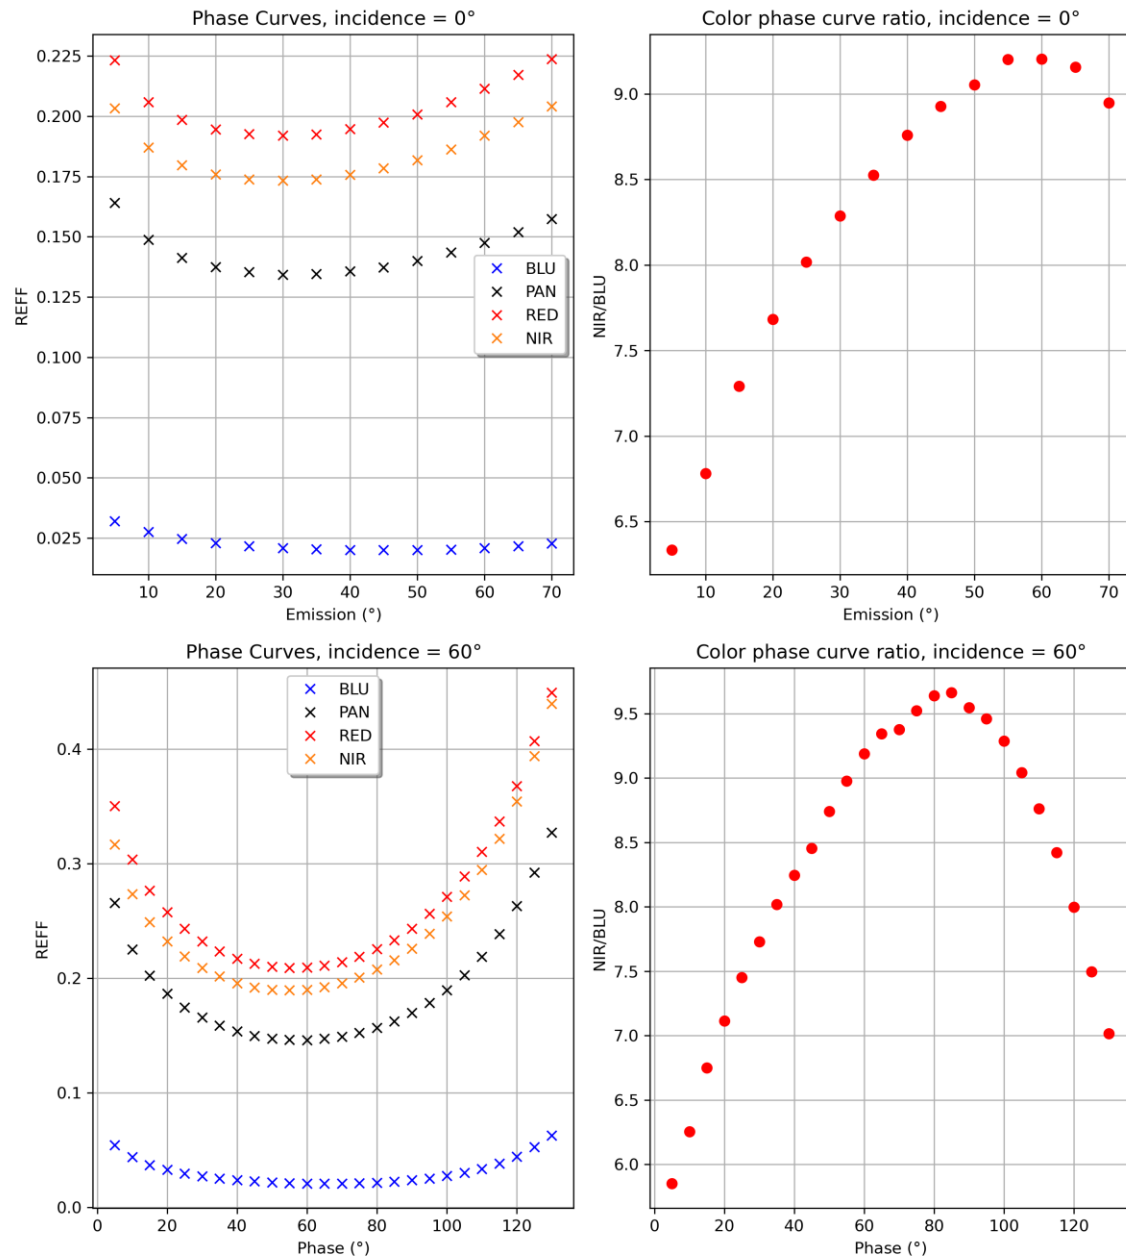 Phase Curves, incidence = 0°
REFF
0.225
0.200
0.175
0.150
0.125
0.100
0.075
0.050
0.025
BLU
PAN
RED
NIR
10 20 30 40 50 60 70
Emission (°)
Color phase curve ratio, incidence = 0°
NIR/BLU
9.0
8.5
8.0
7.5
7.0
6.5
10 20 30 40 50 60 70
Emission (°)
Phase Curves, incidence = 60°
REFF
0.4
0.3
0.2
0.1
0.0
BLU
PAN
RED
NIR
0 20 40 60 80 100 120
Phase (°)
Color phase curve ratio, incidence = 60°
NIR/BLU
9.5
9.0
8.5
8.0
7.5
7.0
6.5
6.0
0 20 40 60 80 100 120
Phase (°)